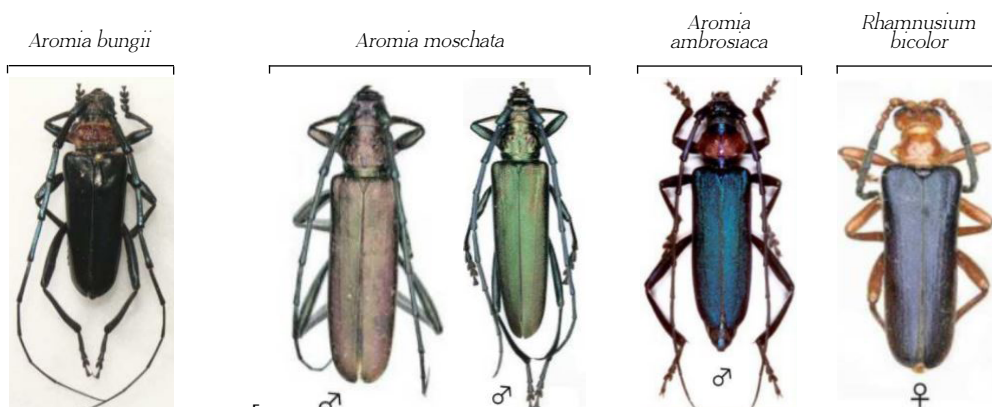 Aromia bungii
Aromia moschata
Aromia
ambrosiaca
Rhamnusium
bicolor
♂
♂
♂
♀